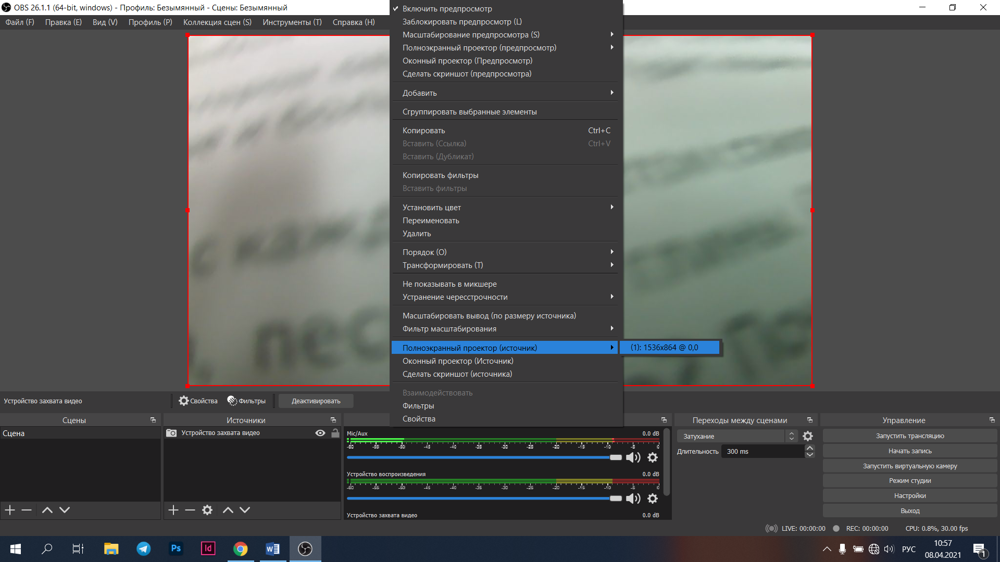 OBS 26.1.1 (64-bit, windows) - Профиль: Безымянный - Сцены: Безымянный
Файл (F) Правка (E) Вид (V) Профиль (P) Коллекция сцен (S) Инструменты (T) Справка (H)
Включить предпросмотр
Заблокировать предпросмотр (L)
Масштабирование предпросмотра (S)
Полноэкранный проектор (предпросмотр)
Оконный проектор (Предпросмотр)
Сделать скриншот (предпросмотра)
Добавить
Сгруппировать выбранные элементы
Копировать Ctrl+C
Вставить (Ссылка) Ctrl+V
Вставить (Дубликат)
Копировать фильтры
Вставить фильтры
Установить цвет
Переименовать
Удалить
Порядок (O)
Трансформировать (T)
Не показывать в микшере
Устранение чересстрочности
Масштабировать вывод (по размеру источника)
Фильтр масштабирования
Полноэкранный проектор (источник) (1): 1536x864 @ 0,0
Оконный проектор (Источник)
Сделать скриншот (источника)
Взаимодействовать
Фильтры
Свойства
Устройство захвата видео Свойства Фильтры Деактивировать
Сцены
Сцена
Источники
Устройство захвата видео
Mic/Aux 0.0 dB
-60 -55 -50 -45 -40 -35 -30 -25 -20 -15 -10 -5 0
Устройство воспроизведения 0.0 dB
-60 -55 -50 -45 -40 -35 -30 -25 -20 -15 -10 -5 0
Устройство захвата видео 0.0 dB
Переходы между сценами
Затухание
Длительность 300 ms
Управление
Запустить трансляцию
Начать запись
Запустить виртуальную камеру
Режим студии
Настройки
Выход
LIVE: 00:00:00 REC: 00:00:00 CPU: 0.8%, 30.00 fps
Ps Id W РУС 10:57
08.04.2021 1